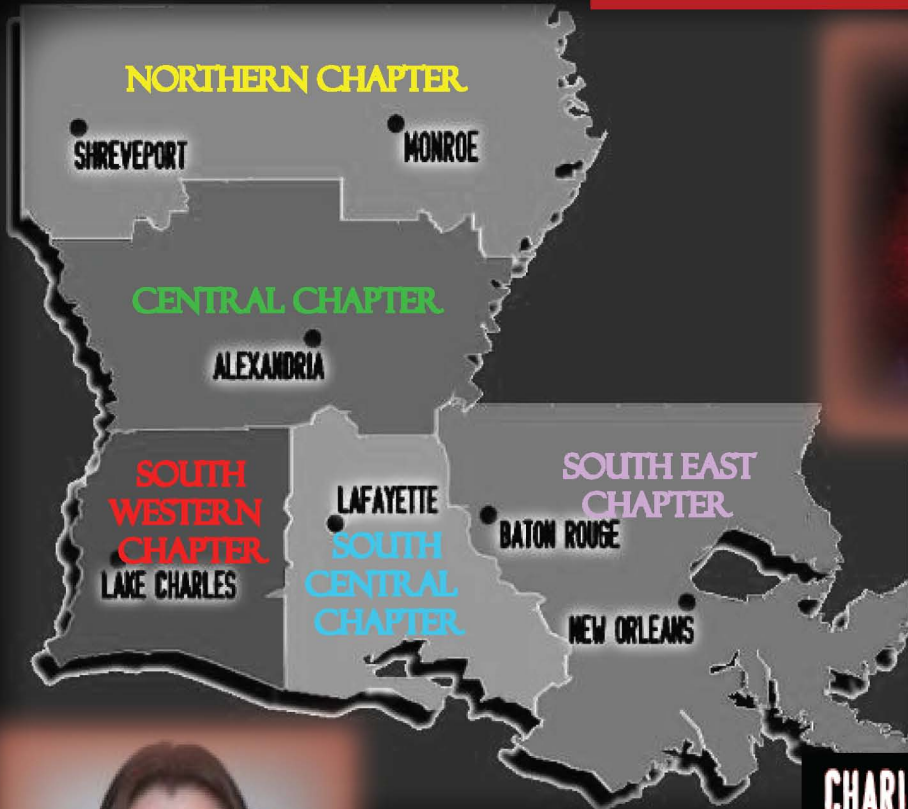 NORTHERN CHAPTER
SHREVEPORT
MONROE
CENTRAL CHAPTER
ALEXANDRIA
SOUTH
WESTERN
CHAPTER
LAKE CHARLES
LAFAYETTE
SOUTH
CENTRAL
CHAPTER
SOUTH EAST
CHAPTER
BATON ROUGE
NEW ORLEANS